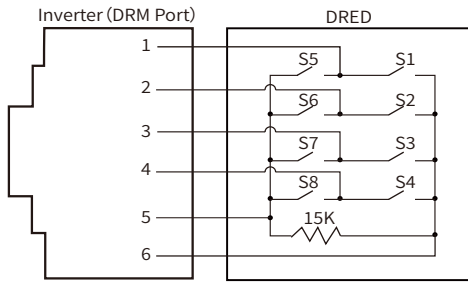 Inverter (DRM Port) DRED
1
S5 S1
2
S6 S2
3
S7 S3
4
S8 S4
5 15K
6